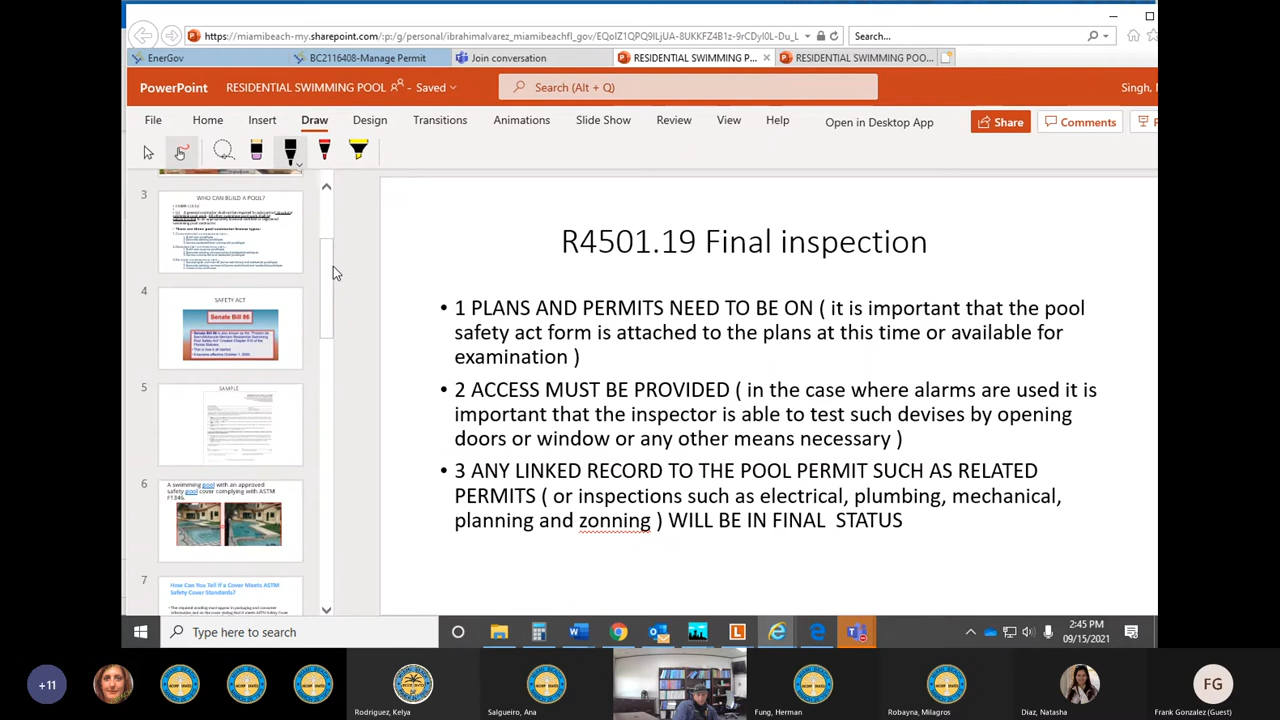 https://miamibeach-my.sharepoint.com/:p:/g/personal/ibrahimalvarez_miamibeachfl_gov/
Search...
EnerGov
BC2116408-Manage Permit
Join conversation
RESIDENTIAL SWIMMING P...
RESIDENTIAL SWIMMING POO...
PowerPoint
RESIDENTIAL SWIMMING POOL - Saved
Search (Alt + Q)
Singh,
File Home Insert Draw Design Transitions Animations Slide Show Review View Help
Open in Desktop App
Share
Comments
3
WHO CAN BUILD A POOL?
4
SAFETY ACT
Senate Bill 86
5
SAMPLE
6
A swimming pool with an approved
safety pool cover complying with ASTM
F1346.
7
How Can You Tell If a Cover Meets ASTM
Safety Cover Standards?
R4501.19 Final inspection
• 1 PLANS AND PERMIT NEED TO BE ON ( it is important that the pool
safety act form is attached to the plans at this time or available for
examination )
• 2 ACCESS MUST BE PROVIDED ( in the case where alarms are used it is
important that the inspector is able to test such devises by opening
doors or window or any other means necessary )
• 3 ANY LINKED RECORD TO THE POOL PERMIT SUCH AS RELATED
PERMITS ( or inspections such as electrical, plumbing, mechanical,
planning and zonning ) WILL BE IN FINAL STATUS
Type here to search
2:45 PM
09/15/2021
+11
Rodriguez, Kelya
Salgueiro, Ana
Fung, Herman
Robayna, Milagros
Diaz, Natasha
FG
Frank Gonzalez (Guest)